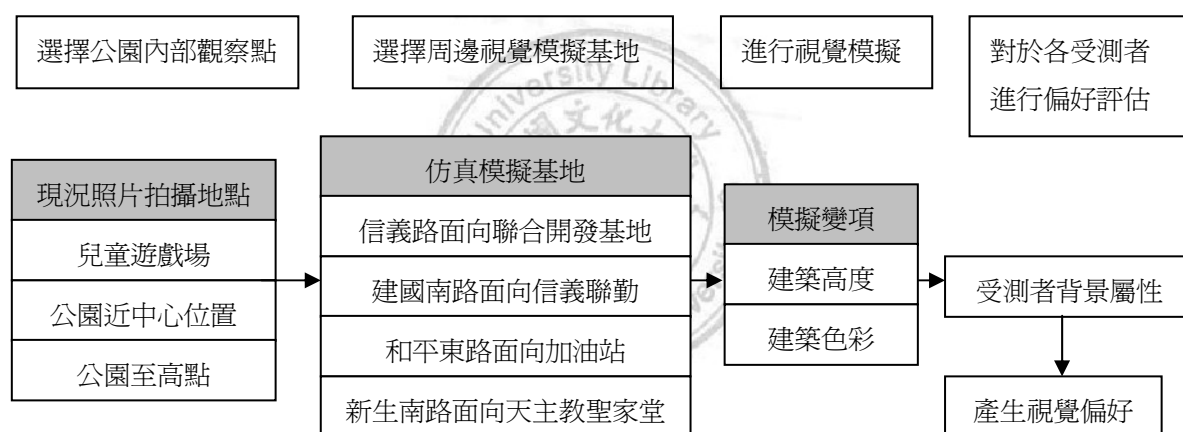 選擇公園內部觀察點
選擇周邊視覺模擬基地
進行視覺模擬
對於各受測者
進行偏好評估
現況照片拍攝地點
兒童遊戲場
公園近中心位置
公園至高點
仿真模擬基地
信義路面向聯合開發基地
建國南路面向信義聯勤
和平東路面向加油站
新生南路面向天主教聖家堂
模擬變項
建築高度
建築色彩
受測者背景屬性
產生視覺偏好
University Library